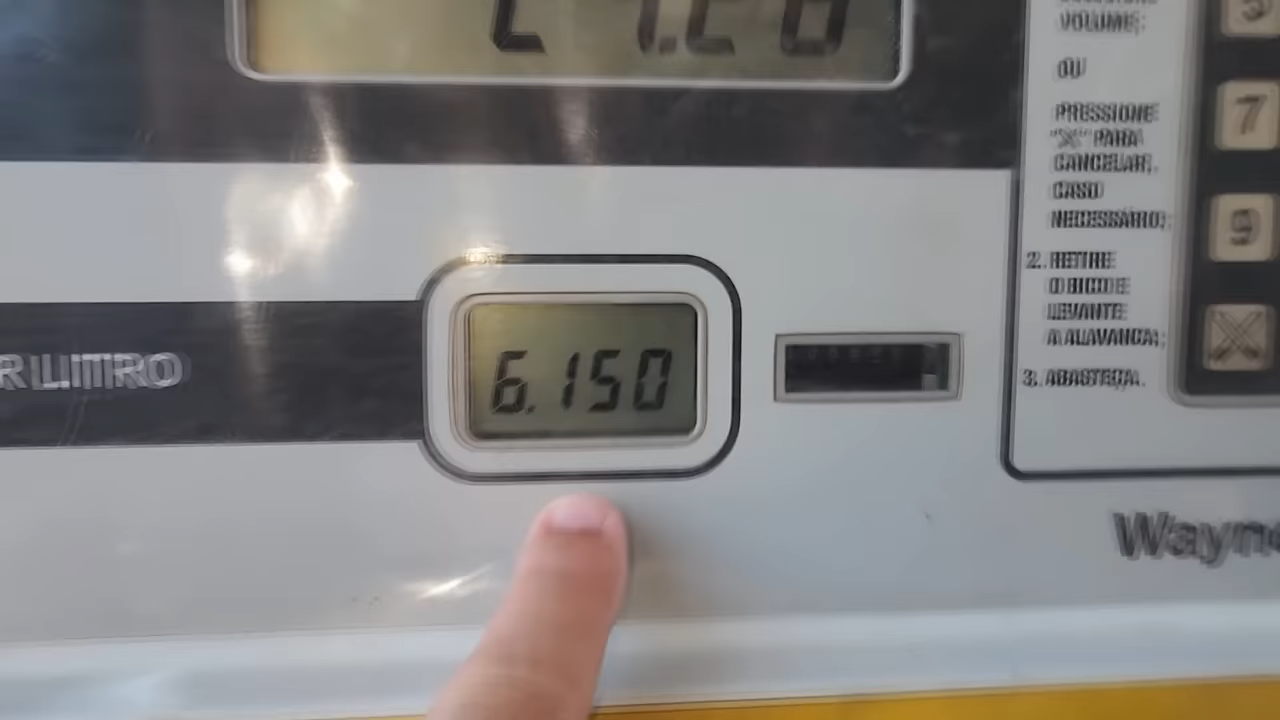 VOLUME;
OU
PRESSIONE
"X" PARA
CANCELAR,
CASO
NECESSÁRIO;
7
9
X
2. RETIRE
O BICO E
LEVANTE
A ALAVANCA;
3. ABASTEÇA.
R LITRO
6.150
Wayne